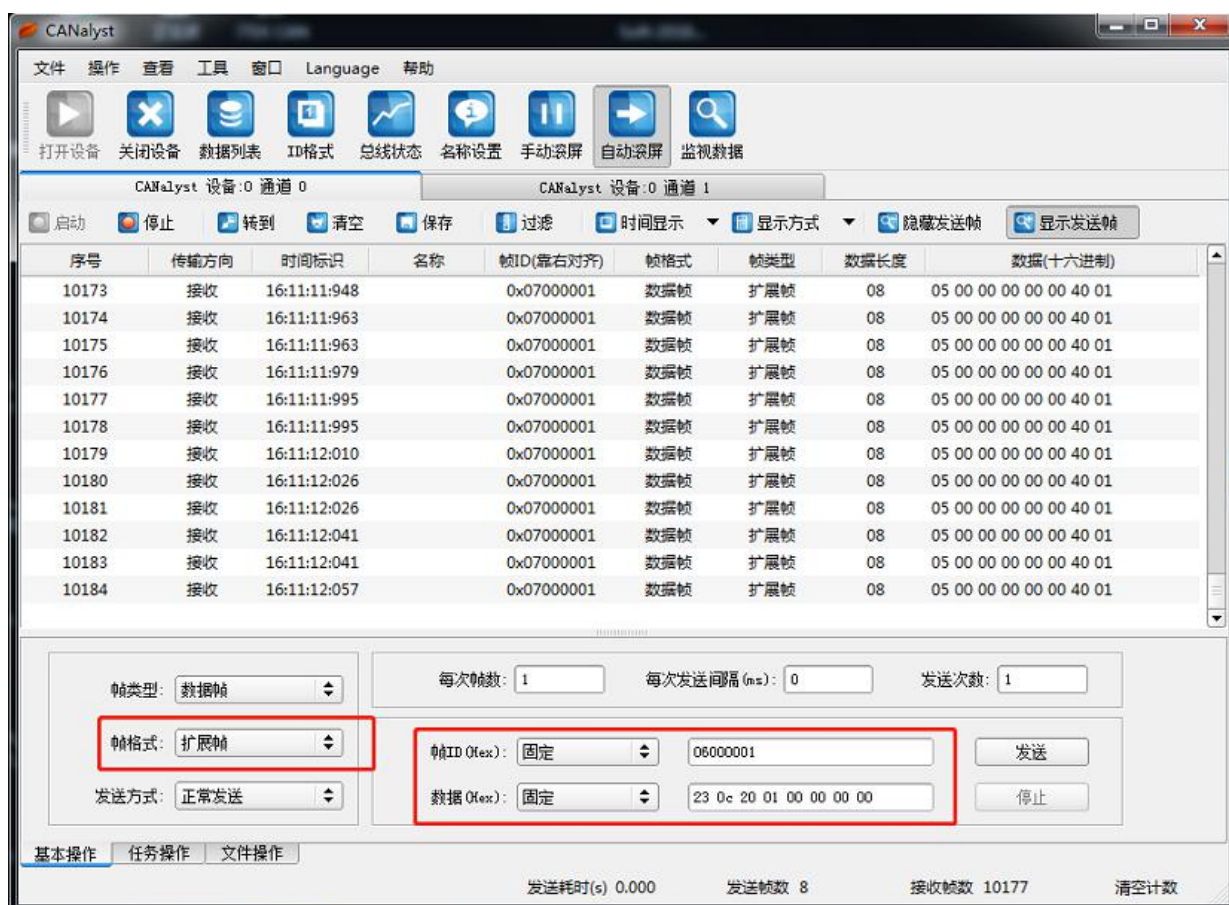 CANalyst
文件 操作 查看 工具 窗口 Language 帮助
打开设备 关闭设备 数据列表 ID格式 总线状态 名称设置 手动滚屏 自动滚屏 监视数据
CANalyst 设备:0 通道 0 CANalyst 设备:0 通道 1
启动 停止 转到 清空 保存 过滤 时间显示 显示方式 隐藏发送帧 显示发送帧
序号 传输方向 时间标识 名称 帧ID(靠右对齐) 帧格式 帧类型 数据长度 数据(十六进制)
10173 接收 16:11:11:948 0x07000001 数据帧 扩展帧 08 05 00 00 00 00 00 40 01
10174 接收 16:11:11:963 0x07000001 数据帧 扩展帧 08 05 00 00 00 00 00 40 01
10175 接收 16:11:11:963 0x07000001 数据帧 扩展帧 08 05 00 00 00 00 00 40 01
10176 接收 16:11:11:979 0x07000001 数据帧 扩展帧 08 05 00 00 00 00 00 40 01
10177 接收 16:11:11:995 0x07000001 数据帧 扩展帧 08 05 00 00 00 00 00 40 01
10178 接收 16:11:11:995 0x07000001 数据帧 扩展帧 08 05 00 00 00 00 00 40 01
10179 接收 16:11:12:010 0x07000001 数据帧 扩展帧 08 05 00 00 00 00 00 40 01
10180 接收 16:11:12:026 0x07000001 数据帧 扩展帧 08 05 00 00 00 00 00 40 01
10181 接收 16:11:12:026 0x07000001 数据帧 扩展帧 08 05 00 00 00 00 00 40 01
10182 接收 16:11:12:041 0x07000001 数据帧 扩展帧 08 05 00 00 00 00 00 40 01
10183 接收 16:11:12:041 0x07000001 数据帧 扩展帧 08 05 00 00 00 00 00 40 01
10184 接收 16:11:12:057 0x07000001 数据帧 扩展帧 08 05 00 00 00 00 00 40 01
每次帧数: 1 每次发送间隔(ms): 0 发送次数: 1
帧类型: 数据帧
帧格式: 扩展帧
帧ID(Hex): 固定 06000001 发送
发送方式: 正常发送
数据(Hex): 固定 23 0c 20 01 00 00 00 00 停止
基本操作 任务操作 文件操作
发送耗时(s) 0.000 发送帧数 8 接收帧数 10177 清空计数